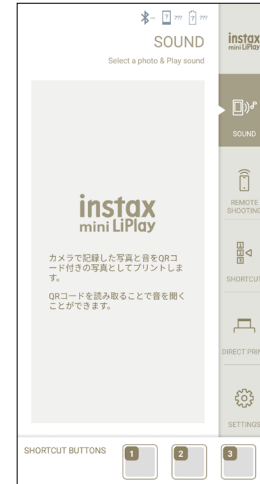 ??? ???
SOUND
Select a photo & Play sound
instax
mini LiPlay
カメラで記録した写真と音をQRコ
ード付きの写真としてプリントしま
す。
QRコードを読み取ることで音を聞く
ことができます。
instax
mini LiPlay
SOUND
REMOTE
SHOOTING
SHORTCUT
DIRECT PRIN
SETTINGS
SHORTCUT BUTTONS
1
2
3